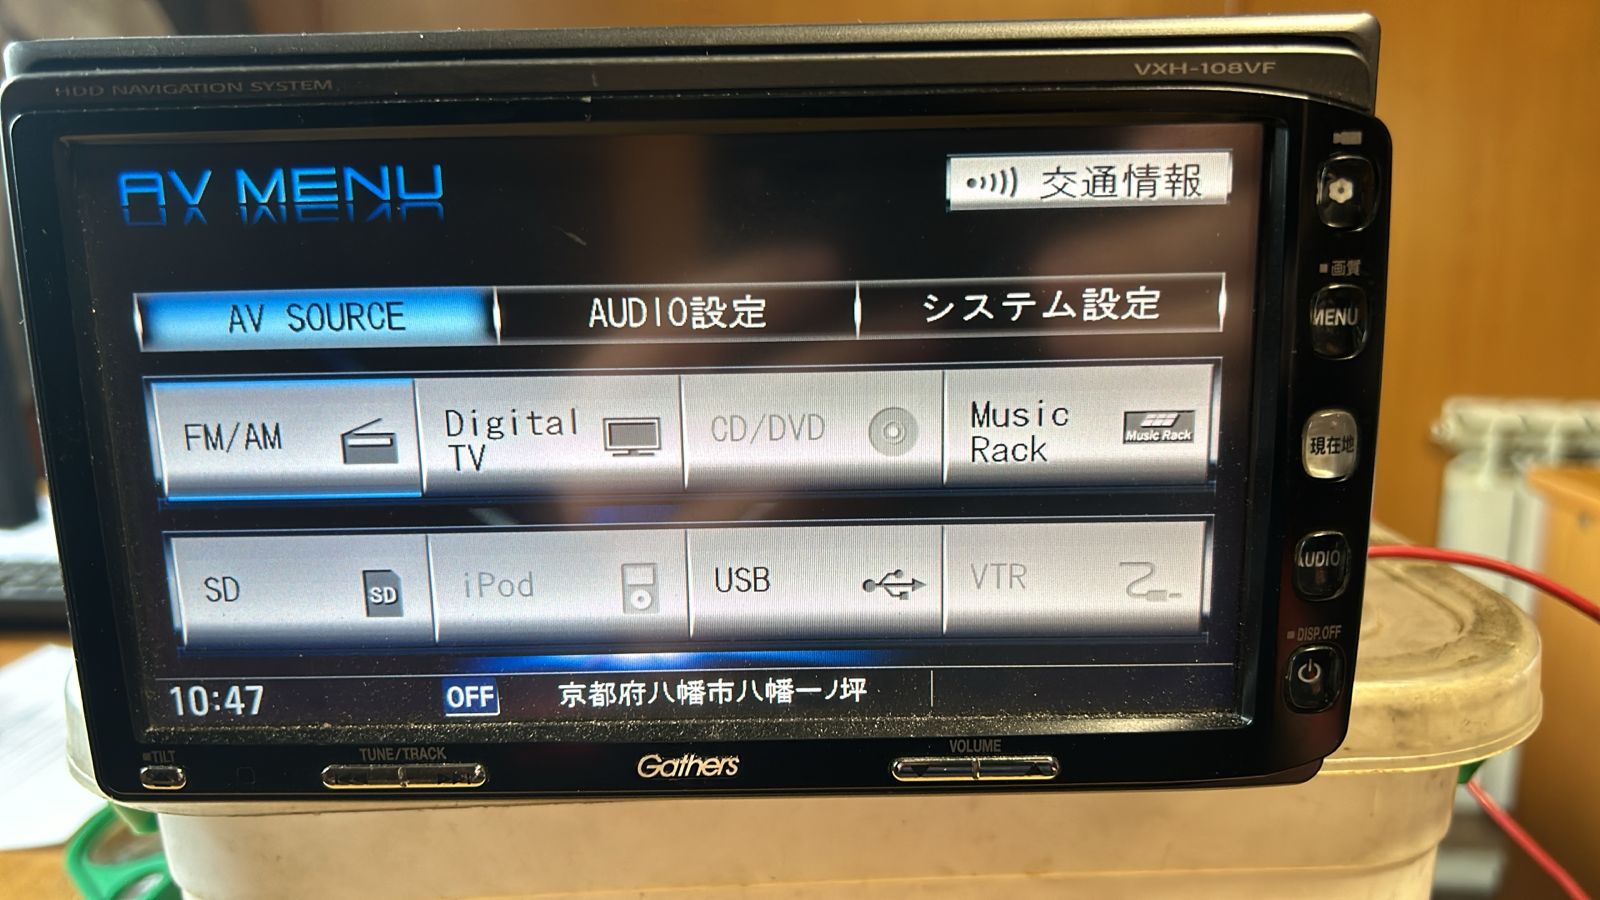 HDD NAVIGATION SYSTEM
VXH-108VF
AV MENU
交通情報
AV SOURCE
AUDIO設定
システム設定
画質
MENU
FM/AM
Digital TV
CD/DVD
Music Rack
Music Rack
現在地
SD
SD
iPod
USB
VTR
AUDIO
DISP.OFF
10:47
OFF
京都府八幡市八幡一ノ坪
TILT
TUNE/TRACK
Gathers
VOLUME